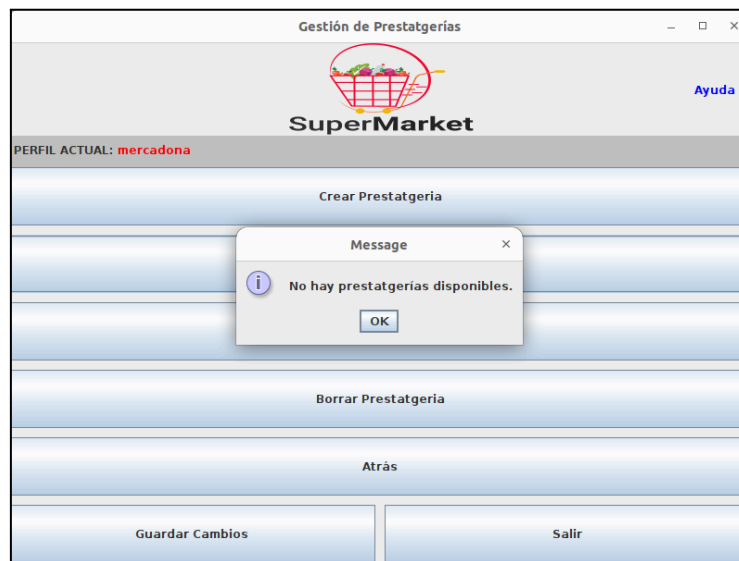 Gestión de Prestatgerías
SuperMarket
Ayuda
PERFIL ACTUAL: mercadona
Crear Prestatgeria
Message
No hay prestatgerías disponibles.
OK
Borrar Prestatgeria
Atrás
Guardar Cambios
Salir